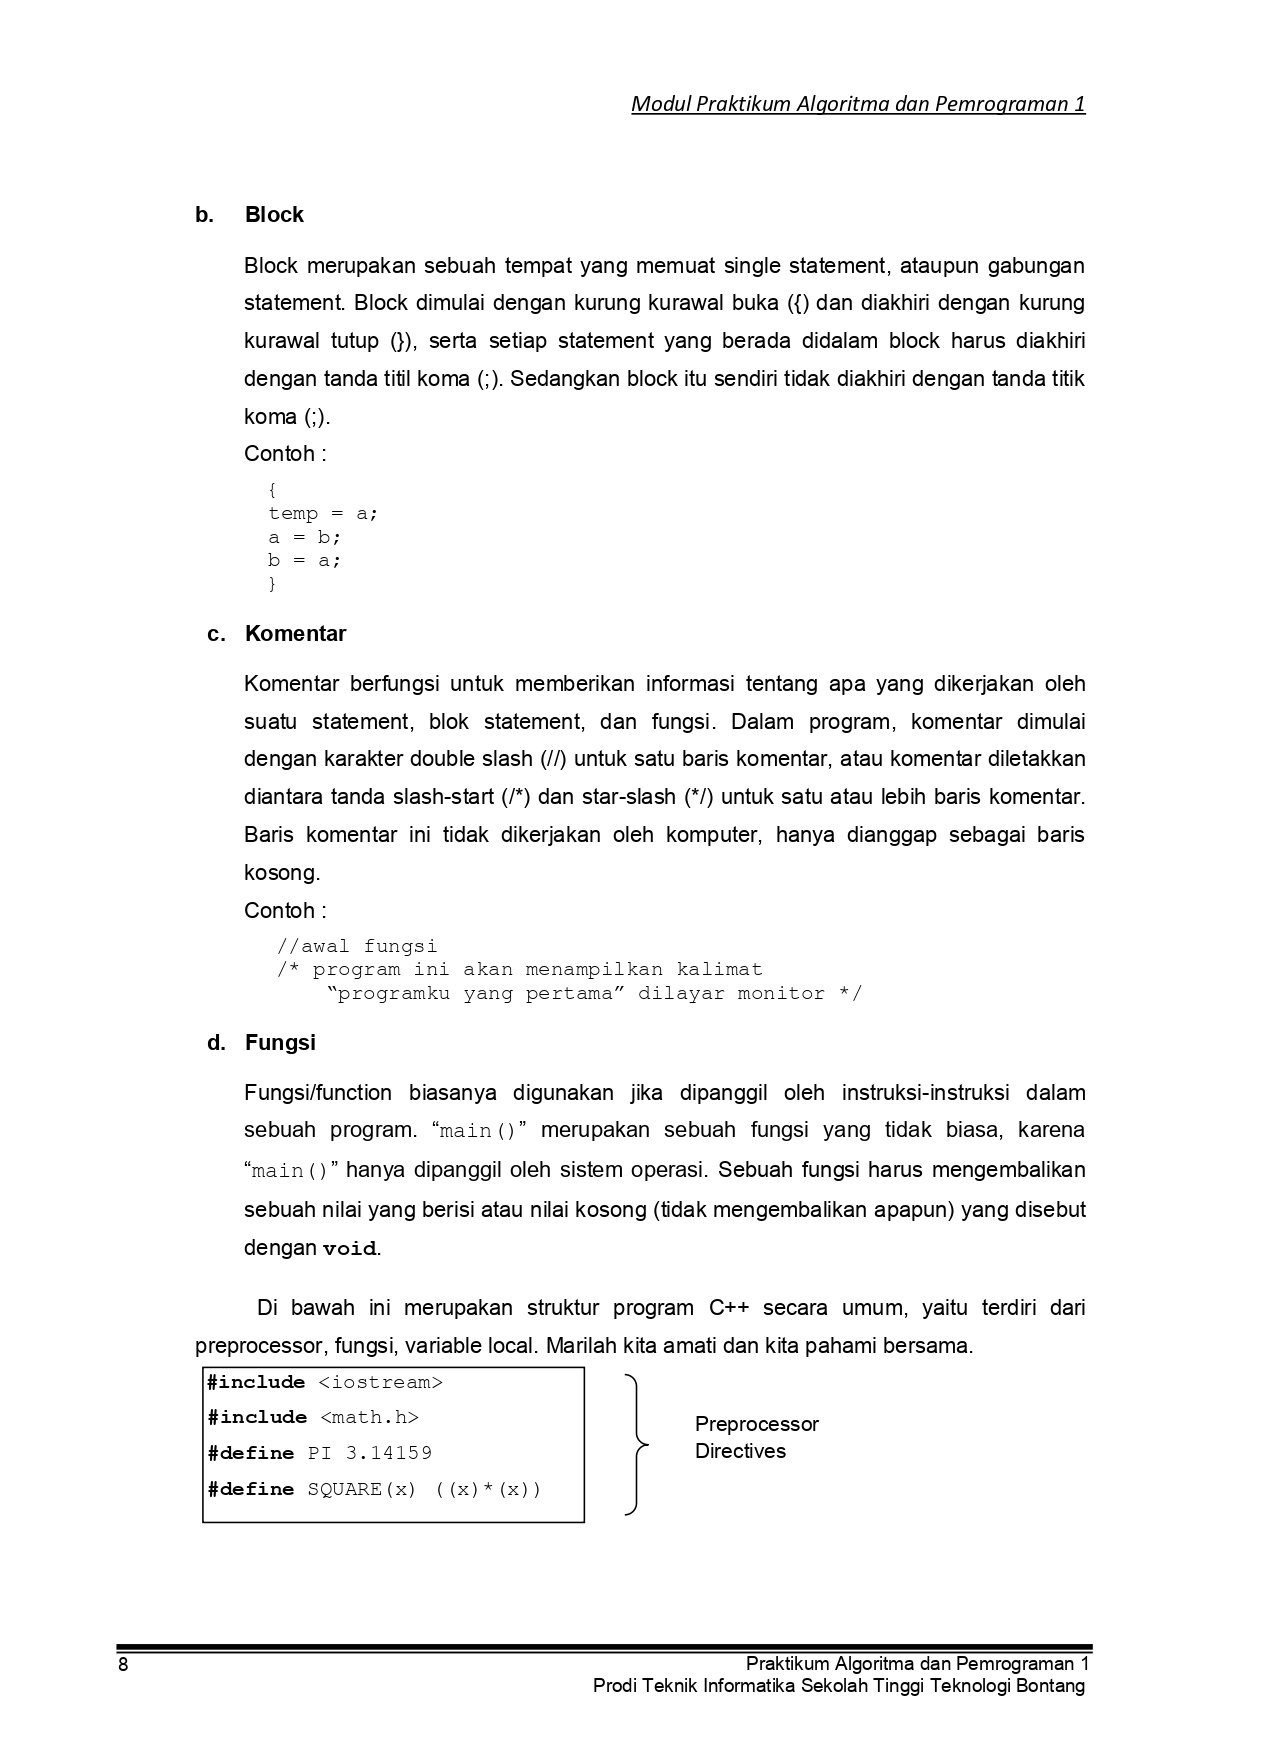 Modul Praktikum Algoritma dan Pemrograman 1
b. Block
Block merupakan sebuah tempat yang memuat single statement, ataupun gabungan
statement. Block dimulai dengan kurung kurawal buka ({) dan diakhiri dengan kurung
kurawal tutup (}), serta setiap statement yang berada didalam block harus diakhiri
dengan tanda titil koma (;). Sedangkan block itu sendiri tidak diakhiri dengan tanda titik
koma (;).
Contoh :
{
temp = a;
a = b;
b = a;
}
c. Komentar
Komentar berfungsi untuk memberikan informasi tentang apa yang dikerjakan oleh
suatu statement, blok statement, dan fungsi. Dalam program, komentar dimulai
dengan karakter double slash (//) untuk satu baris komentar, atau komentar diletakkan
diantara tanda slash-start (/*) dan star-slash (*/) untuk satu atau lebih baris komentar.
Baris komentar ini tidak dikerjakan oleh komputer, hanya dianggap sebagai baris
kosong.
Contoh :
//awal fungsi
/* program ini akan menampilkan kalimat
“programku yang pertama” dilayar monitor */
d. Fungsi
Fungsi/function biasanya digunakan jika dipanggil oleh instruksi-instruksi dalam
sebuah program. “main()” merupakan sebuah fungsi yang tidak biasa, karena
“main()” hanya dipanggil oleh sistem operasi. Sebuah fungsi harus mengembalikan
sebuah nilai yang berisi atau nilai kosong (tidak mengembalikan apapun) yang disebut
dengan void.
Di bawah ini merupakan struktur program C++ secara umum, yaitu terdiri dari
preprocessor, fungsi, variable local. Marilah kita amati dan kita pahami bersama.
#include <iostream>
#include <math.h>
#define PI 3.14159
#define SQUARE(x) ((x)*(x))
Preprocessor
Directives
8
Praktikum Algoritma dan Pemrograman 1
Prodi Teknik Informatika Sekolah Tinggi Teknologi Bontang